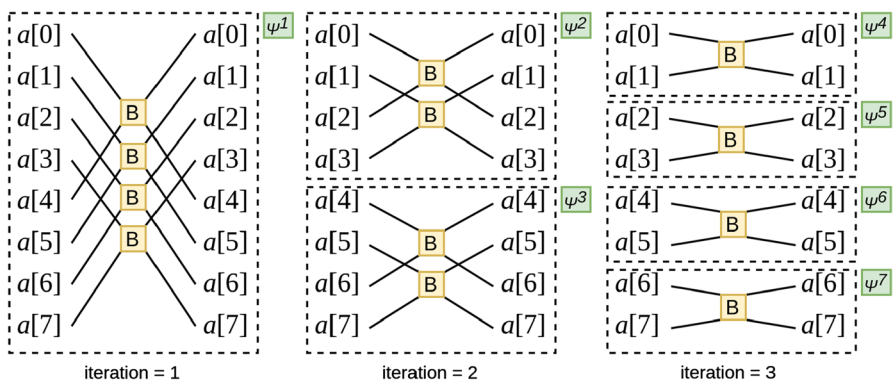 a[0] a[0] ψ1
a[1] a[1]
a[2] a[2]
a[3] a[3]
a[4] a[4]
a[5] a[5]
a[6] a[6]
a[7] a[7]
B
B
B
B
iteration = 1
a[0] a[0] ψ2
a[1] a[1]
a[2] a[2]
a[3] a[3]
B
B
a[4] a[4] ψ3
a[5] a[5]
a[6] a[6]
a[7] a[7]
B
B
iteration = 2
a[0] a[0] ψ4
B
a[1] a[1]
a[2] a[2] ψ5
B
a[3] a[3]
a[4] a[4] ψ6
B
a[5] a[5]
a[6] a[6] ψ7
B
a[7] a[7]
iteration = 3